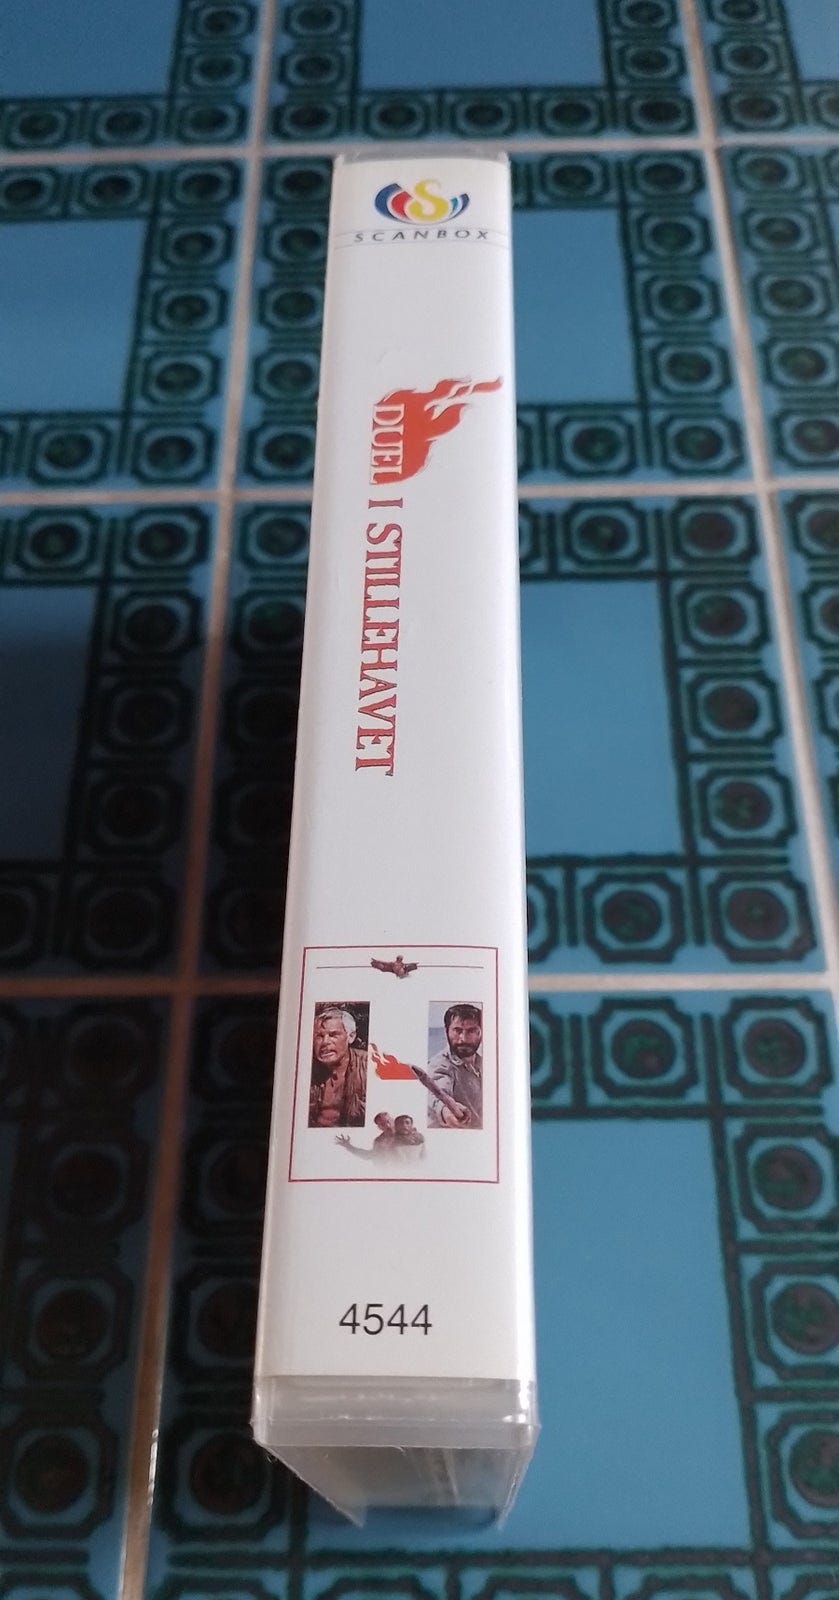 S
SCANBOX
DUEL I STILLEHAVET
4544